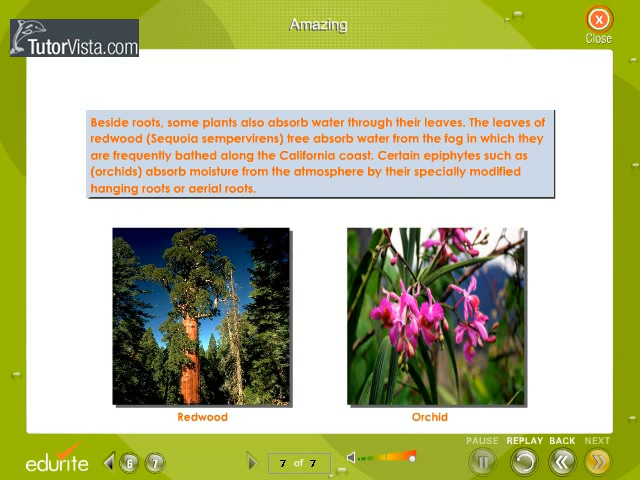 Amazing
TutorVista.com
Close
Beside roots, some plants also absorb water through their leaves. The leaves of
redwood (Sequoia sempervirens) tree absorb water from the fog in which they
are frequently bathed along the California coast. Certain epiphytes such as
(orchids) absorb moisture from the atmosphere by their specially modified
hanging roots or aerial roots.
Redwood
Orchid
PAUSE REPLAY BACK NEXT
edurite
6 7
7 of 7